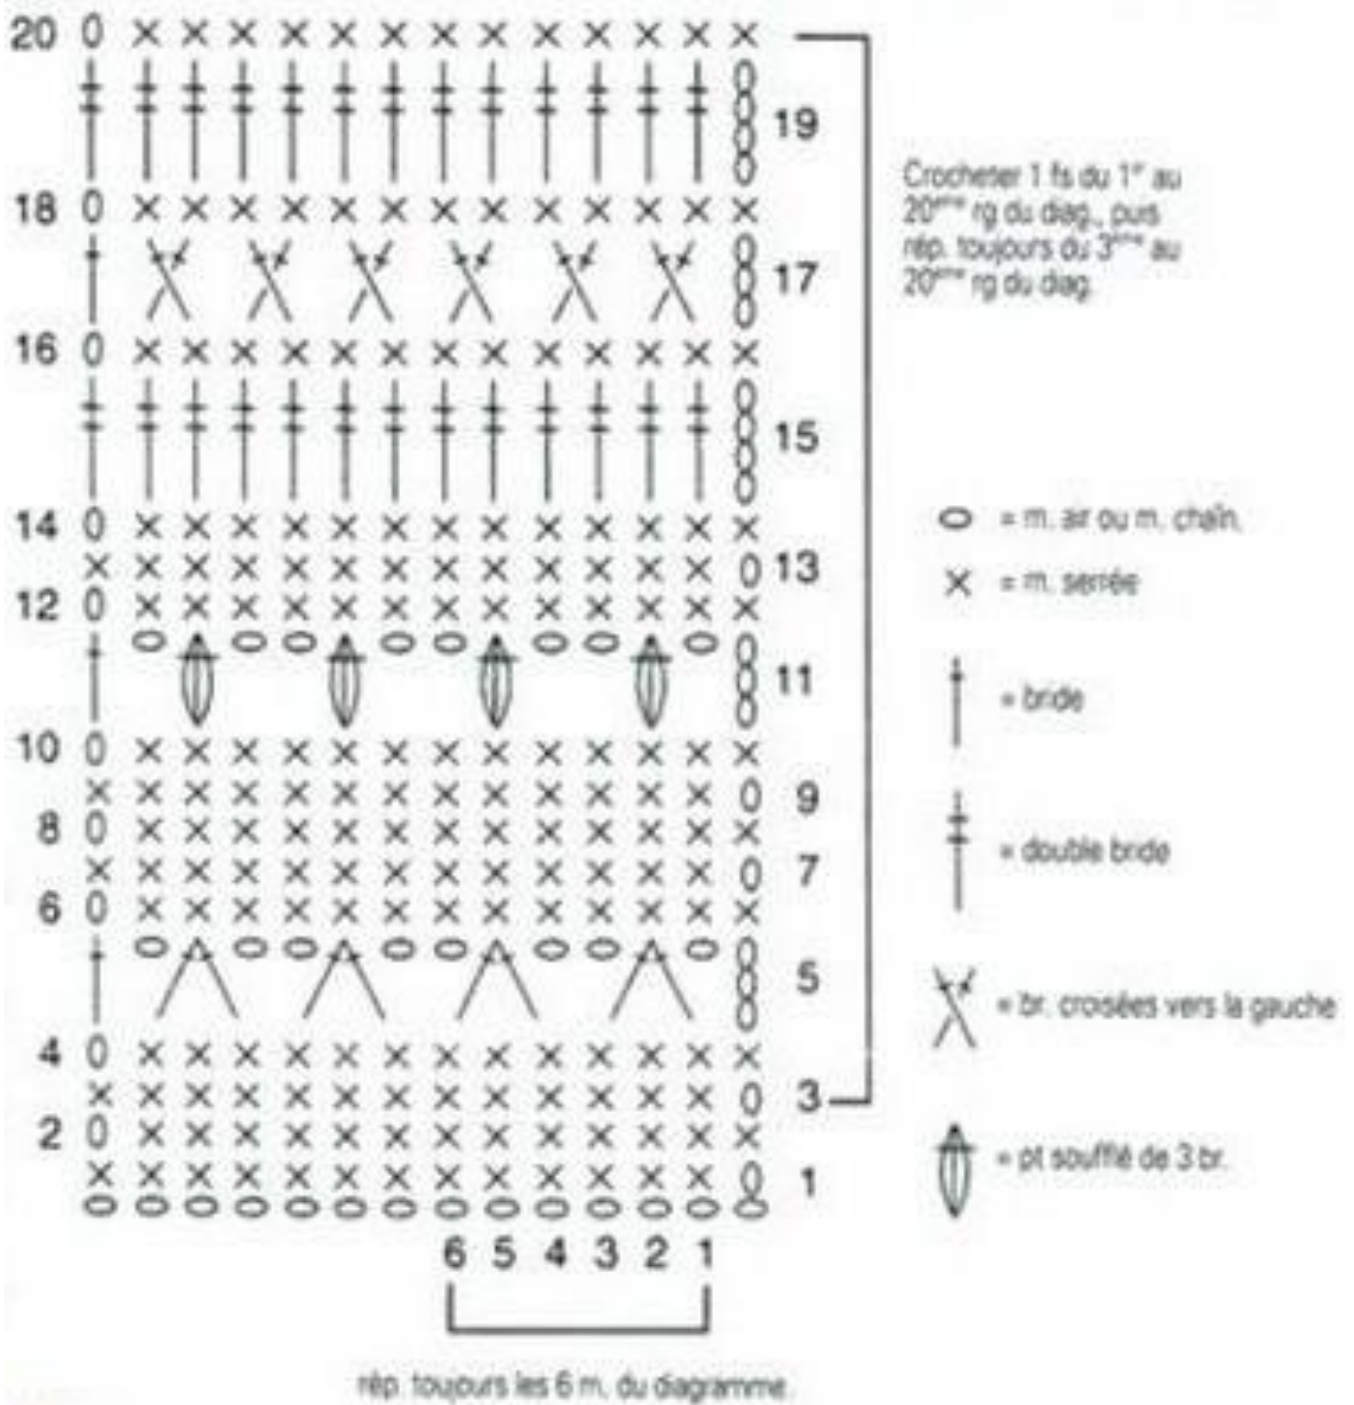 20
19
18
17
16
15
14
13
12
11
10
9
8
7
6
5
4
3
2
1
Crocheter 1 fs du 1er au
20ème rg du diag., puis
rép. toujours du 3ème au
20ème rg du diag.
= m. air ou m. chaîn.
= m. serrée
= bride
= double bride
= br. croisées vers la gauche
= pt soufflé de 3 br.
6 5 4 3 2 1
rép. toujours les 6 m. du diagramme.